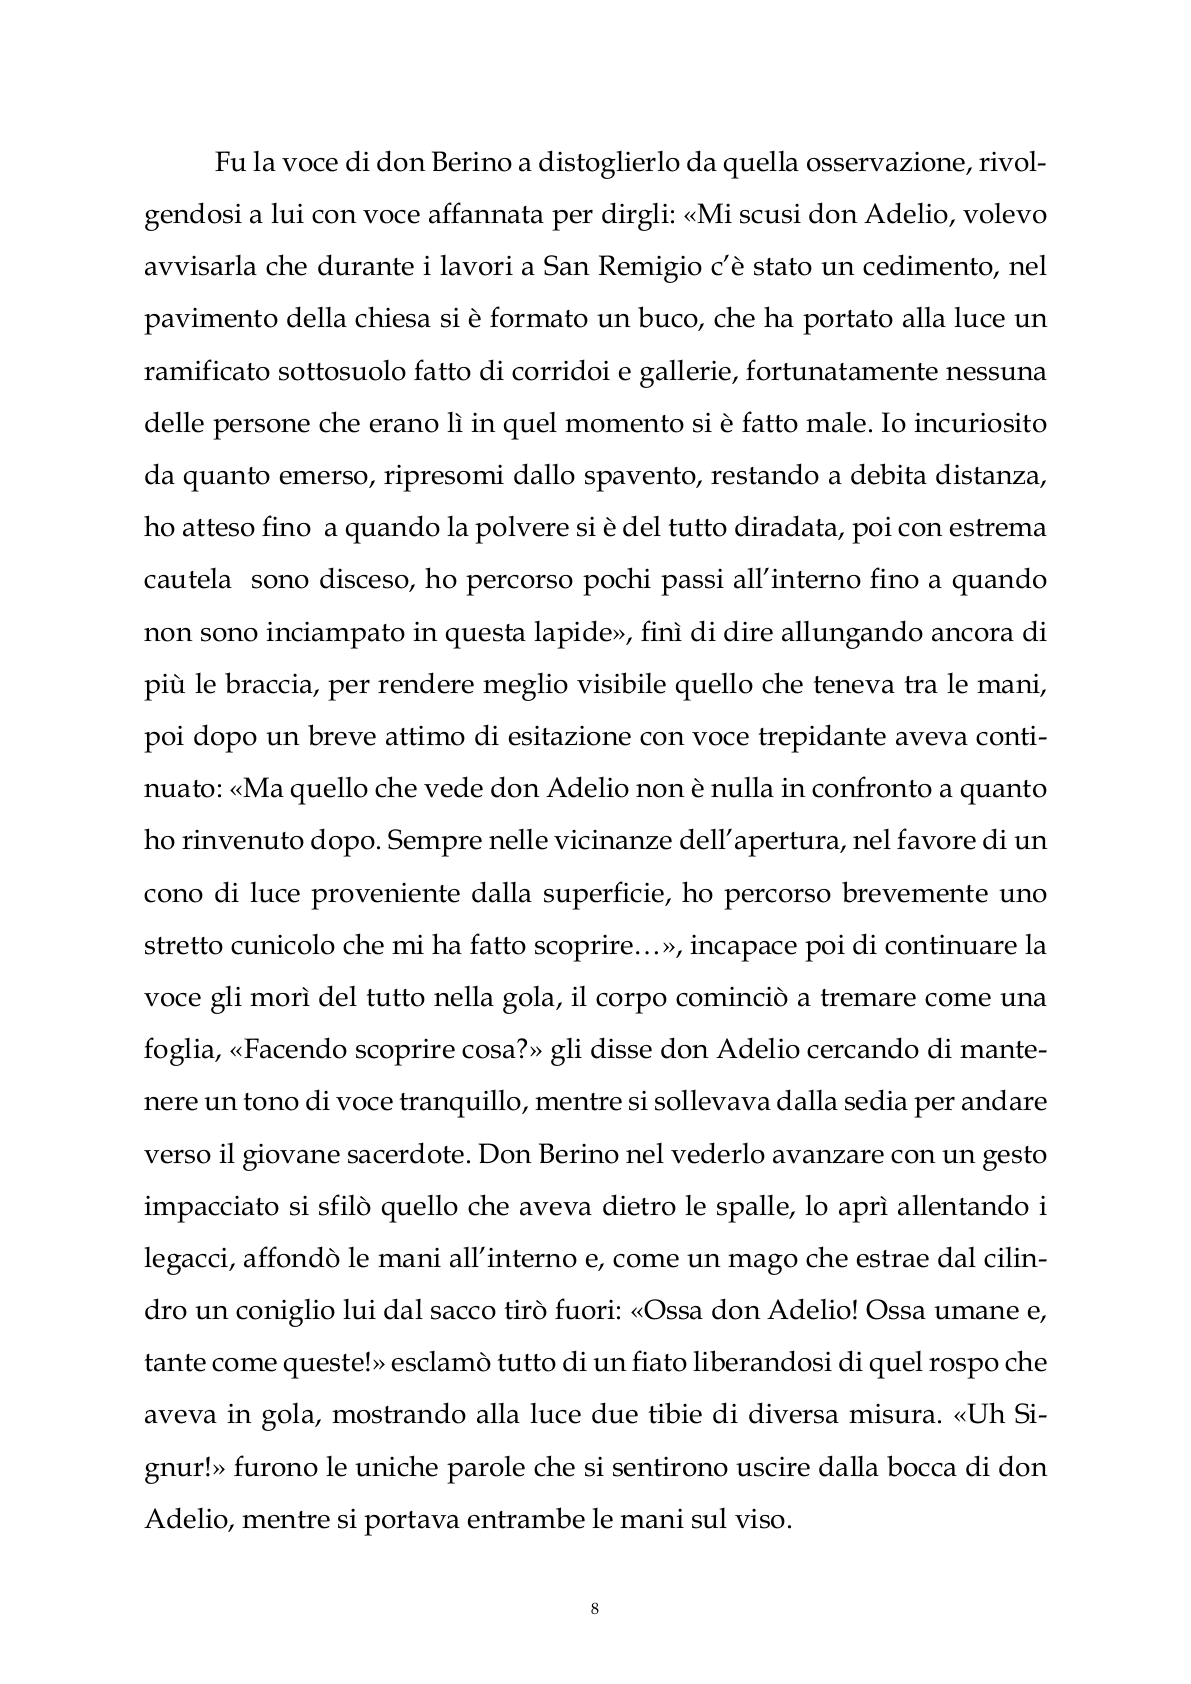 Fu la voce di don Berino a distoglierlo da quella osservazione, rivol-
gendosi a lui con voce affannata per dirgli: «Mi scusi don Adelio, volevo
avvisarla che durante i lavori a San Remigio c’è stato un cedimento, nel
pavimento della chiesa si è formato un buco, che ha portato alla luce un
ramificato sottosuolo fatto di corridoi e gallerie, fortunatamente nessuna
delle persone che erano lì in quel momento si è fatto male. Io incuriosito
da quanto emerso, ripresomi dallo spavento, restando a debita distanza,
ho atteso fino  a quando la polvere si è del tutto diradata, poi con estrema
cautela  sono disceso, ho percorso pochi passi all’interno fino a quando
non sono inciampato in questa lapide», finì di dire allungando ancora di
più le braccia, per rendere meglio visibile quello che teneva tra le mani,
poi dopo un breve attimo di esitazione con voce trepidante aveva conti-
nuato: «Ma quello che vede don Adelio non è nulla in confronto a quanto
ho rinvenuto dopo. Sempre nelle vicinanze dell’apertura, nel favore di un
cono di luce proveniente dalla superficie, ho percorso brevemente uno
stretto cunicolo che mi ha fatto scoprire…», incapace poi di continuare la
voce gli morì del tutto nella gola, il corpo cominciò a tremare come una
foglia, «Facendo scoprire cosa?» gli disse don Adelio cercando di mante-
nere un tono di voce tranquillo, mentre si sollevava dalla sedia per andare
verso il giovane sacerdote. Don Berino nel vederlo avanzare con un gesto
impacciato si sfilò quello che aveva dietro le spalle, lo aprì allentando i
legacci, affondò le mani all’interno e, come un mago che estrae dal cilin-
dro un coniglio lui dal sacco tirò fuori: «Ossa don Adelio! Ossa umane e,
tante come queste!» esclamò tutto di un fiato liberandosi di quel rospo che
aveva in gola, mostrando alla luce due tibie di diversa misura. «Uh Si-
gnur!» furono le uniche parole che si sentirono uscire dalla bocca di don
Adelio, mentre si portava entrambe le mani sul viso.
8